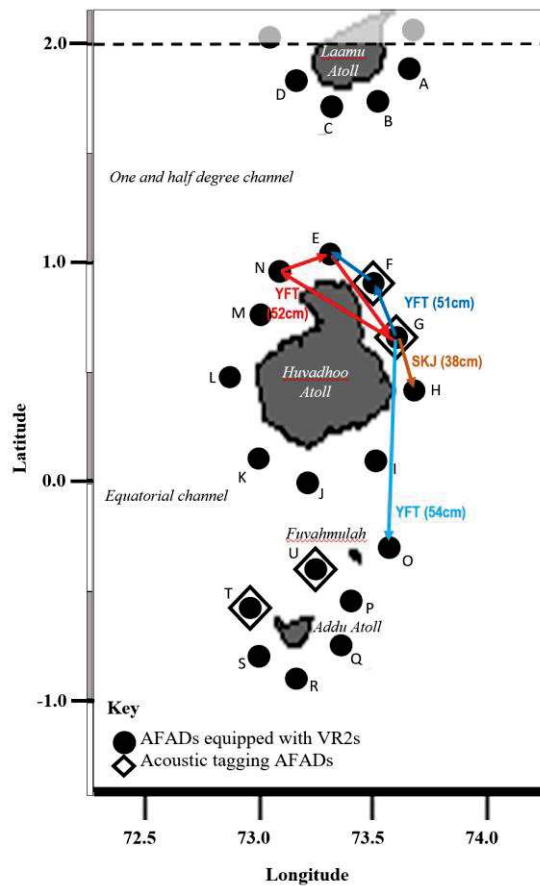 2.0
Laamu
Atoll
A
D
B
C
One and half degree channel
E
1.0
N
F
YFT
(52cm)
YFT (51cm)
M
G
SKJ (38cm)
Huvadhoo
Atoll
L
H
Latitude
K
I
0.0
J
Equatorial channel
Fuvahmulah
YFT (54cm)
U
O
T
P
Addu Atoll
S
Q
R
-1.0
Key
AFADs equipped with VR2s
Acoustic tagging AFADs
72.5 73.0 73.5 74.0
Longitude